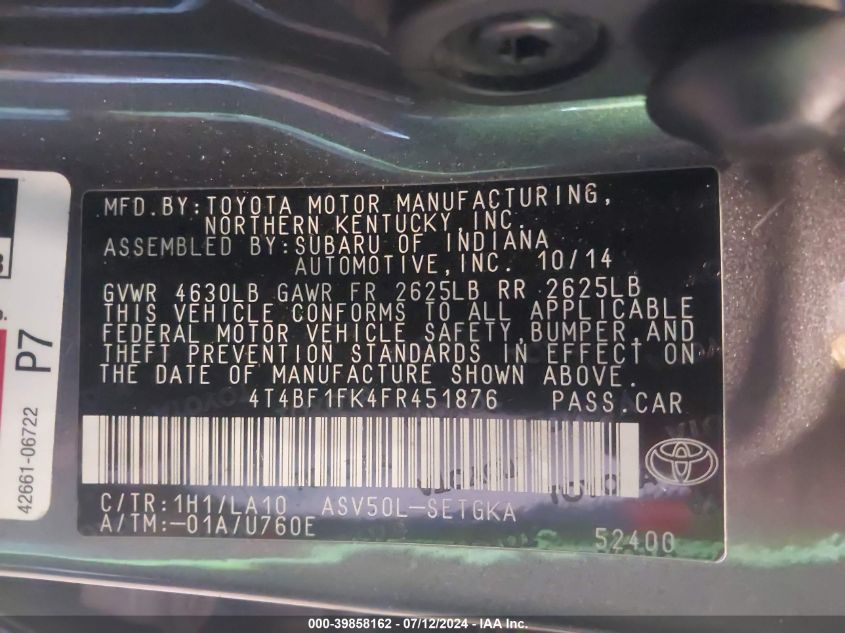 MFD.BY:TOYOTA MOTOR MANUFACTURING,
NORTHERN KENTUCKY,INC.
ASSEMBLED BY:SUBARU OF INDIANA
AUTOMOTIVE,INC. 10/14
GVWR 4630LB GAWR FR 2625LB RR 2625LB
THIS VEHICLE CONFORMS TO ALL APPLICABLE
FEDERAL MOTOR VEHICLE SAFETY,BUMPER,AND
THEFT PREVENTION STANDARDS IN EFFECT ON
THE DATE OF MANUFACTURE SHOWN ABOVE.
4T4BF1FK4FR451876 PASS.CAR
C/TR:1H1/LA10 ASV50L-SETGKA
A/TM:-01A/U760E
52400
P7
42661-06722
000-39858162 - 07/12/2024 - IAA Inc.